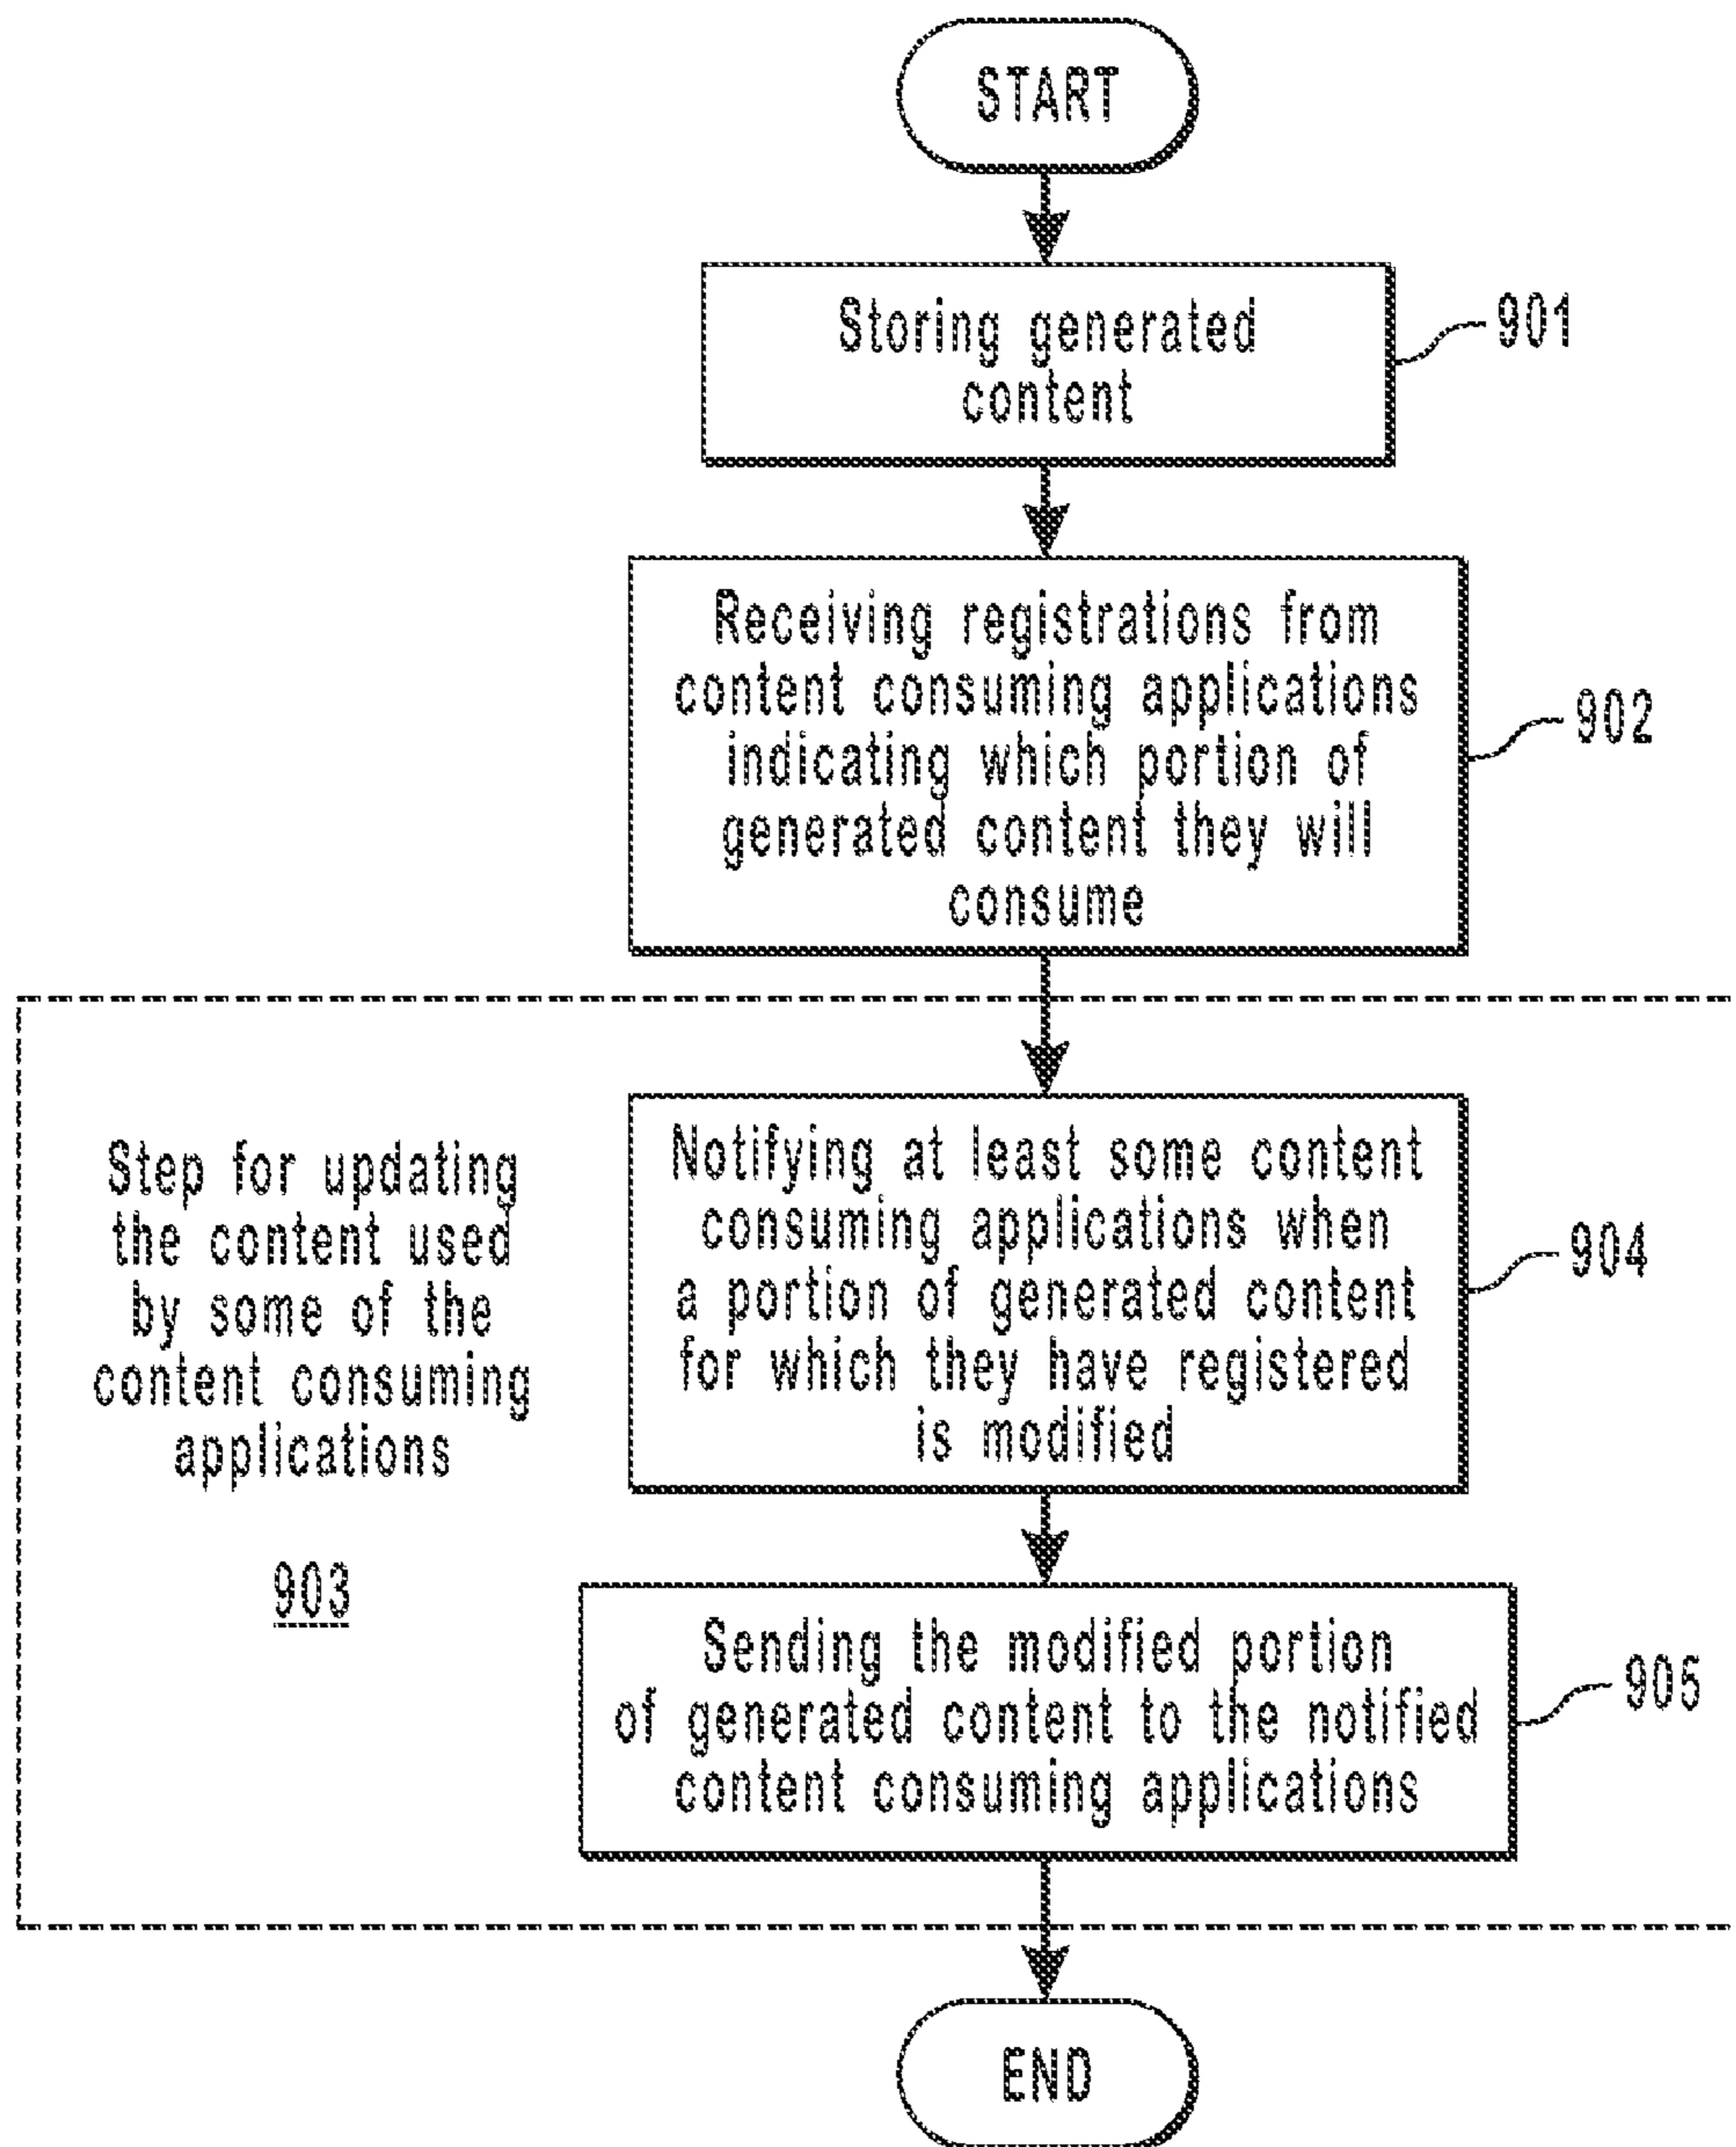 START
Storing generated
content
901
Receiving registrations from
content consuming applications
indicating which portion of
generated content they will
consume
902
Step for updating
the content used
by some of the
content consuming
applications
903
Notifying at least some content
consuming applications when
a portion of generated content
for which they have registered
is modified
904
Sending the modified portion
of generated content to the notified
content consuming applications
905
END